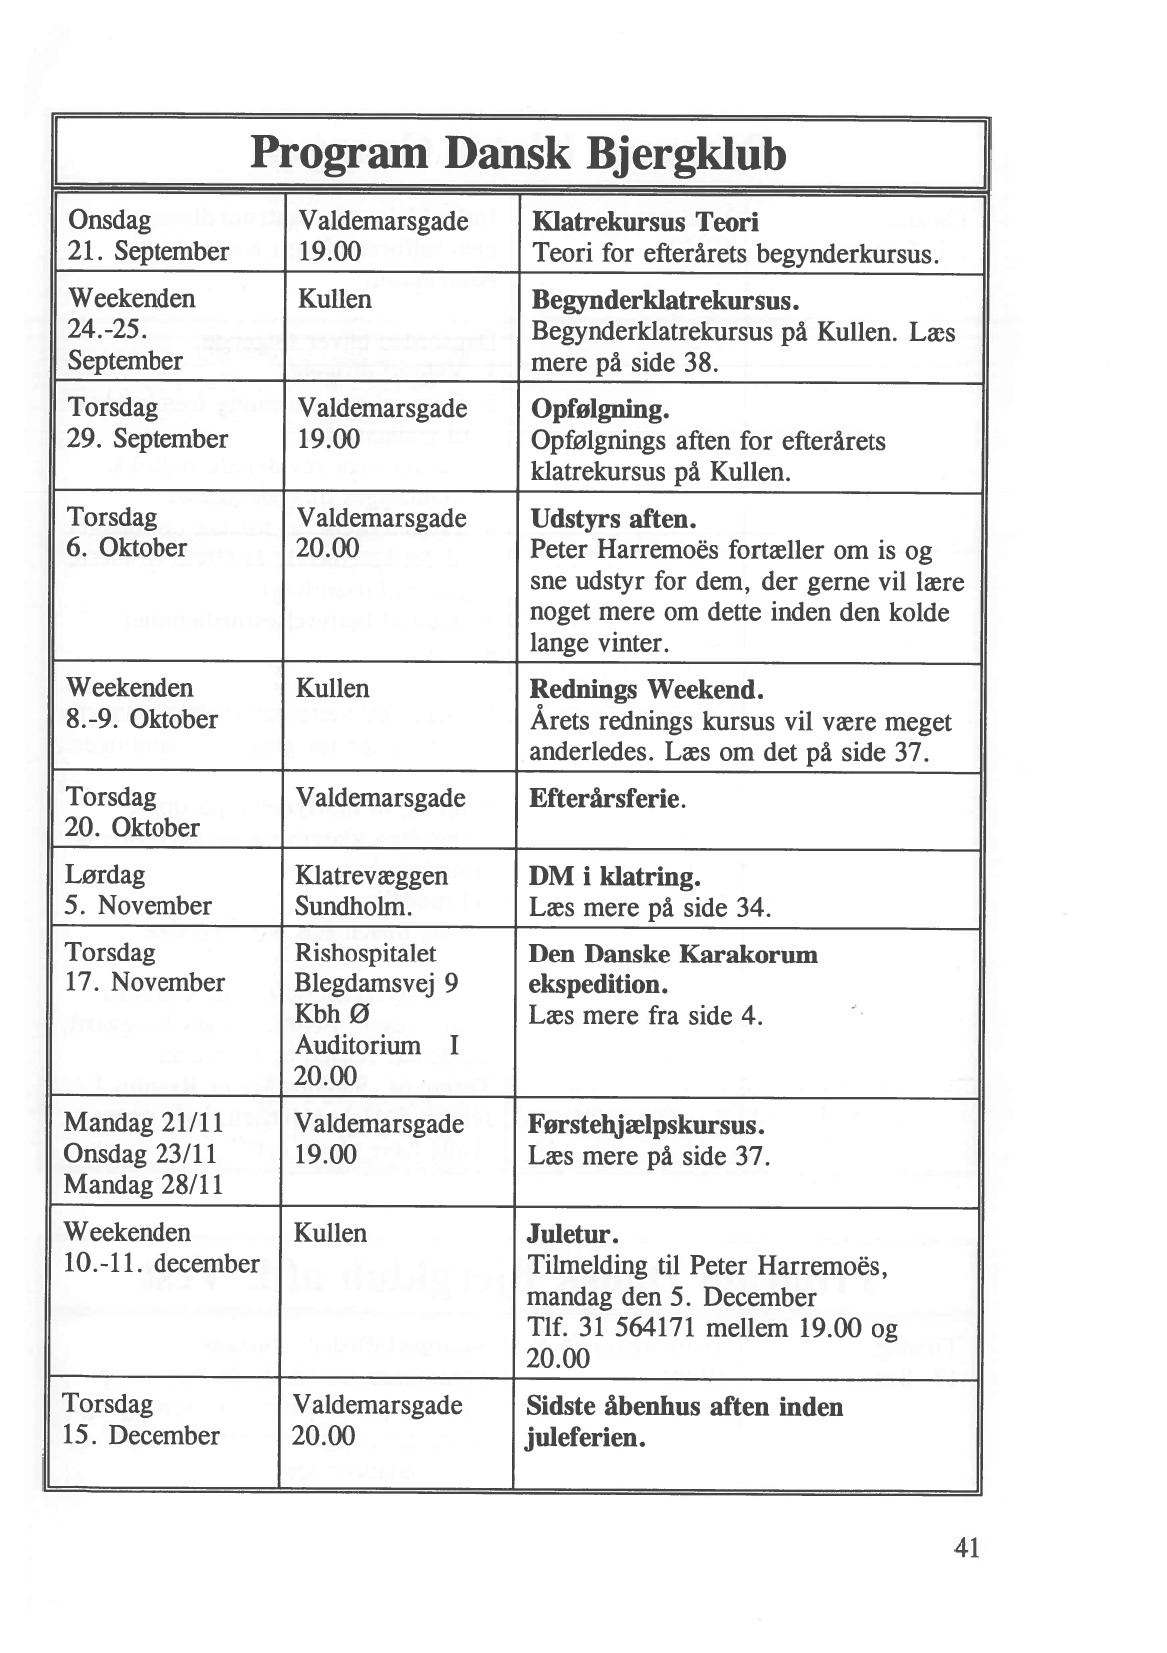 Program Dansk Bjergklub
Onsdag
21. September
Valdemarsgade
19.00
Klatrekursus Teori
Teori for efterårets begynderkursus.
Weekenden
24.-25.
September
Kullen
Begynderklatrekursus.
Begynderklatrekursus på Kullen. Læs
mere på side 38.
Torsdag
29. September
Valdemarsgade
19.00
Opfølgning.
Opfølgnings aften for efterårets
klatrekursus på Kullen.
Torsdag
6. Oktober
Valdemarsgade
20.00
Udstyrs aften.
Peter Harremoës fortæller om is og
sne udstyr for dem, der gerne vil lære
noget mere om dette inden den kolde
lange vinter.
Weekenden
8.-9. Oktober
Kullen
Rednings Weekend.
Årets rednings kursus vil være meget
anderledes. Læs om det på side 37.
Torsdag
20. Oktober
Valdemarsgade
Efterårsferie.
Lørdag
5. November
Klatrevæggen
Sundholm.
DM i klatring.
Læs mere på side 34.
Torsdag
17. November
Rishospitalet
Blegdamsvej 9
Kbh Ø
Auditorium I
20.00
Den Danske Karakorum
ekspedition.
Læs mere fra side 4.
Mandag 21/11
Onsdag 23/11
Mandag 28/11
Valdemarsgade
19.00
Førstehjælpskursus.
Læs mere på side 37.
Weekenden
10.-11. december
Kullen
Juletur.
Tilmelding til Peter Harremoës,
mandag den 5. December
Tlf. 31 564171 mellem 19.00 og
20.00
Torsdag
15. December
Valdemarsgade
20.00
Sidste åbenhus aften inden
juleferien.
41